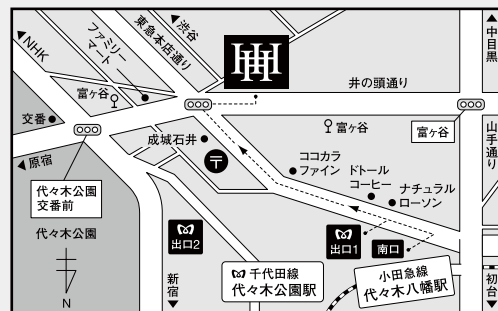 NHK
ファミリー
マート
東急本店通り
渋谷
HH
井の頭通り
中目黒
富ヶ谷
交番
富ヶ谷
富ヶ谷
山手通り
成城石井
〒
原宿
代々木公園
交番前
ココカラ
ファイン
ドトール
コーヒー
ナチュラル
ローソン
代々木公園
出口2
出口1
南口
千代田線
代々木公園駅
小田急線
代々木八幡駅
新宿
初台
N